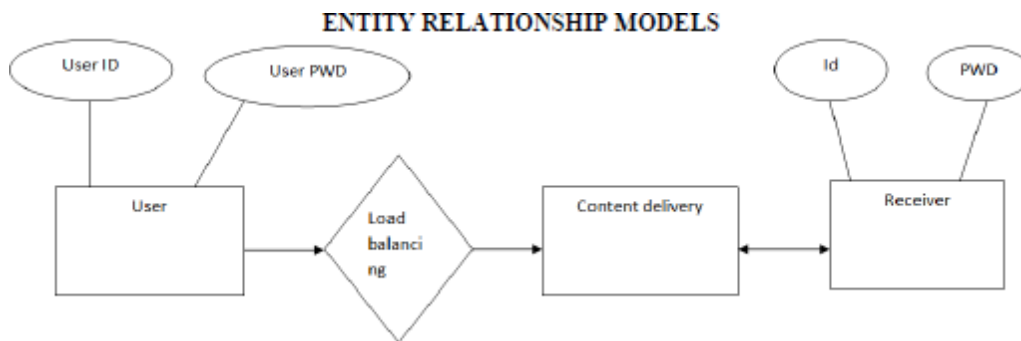 ENTITY RELATIONSHIP MODELS
User ID
User PWD
Id
PWD
User
Load
balanci
ng
Content delivery
Receiver